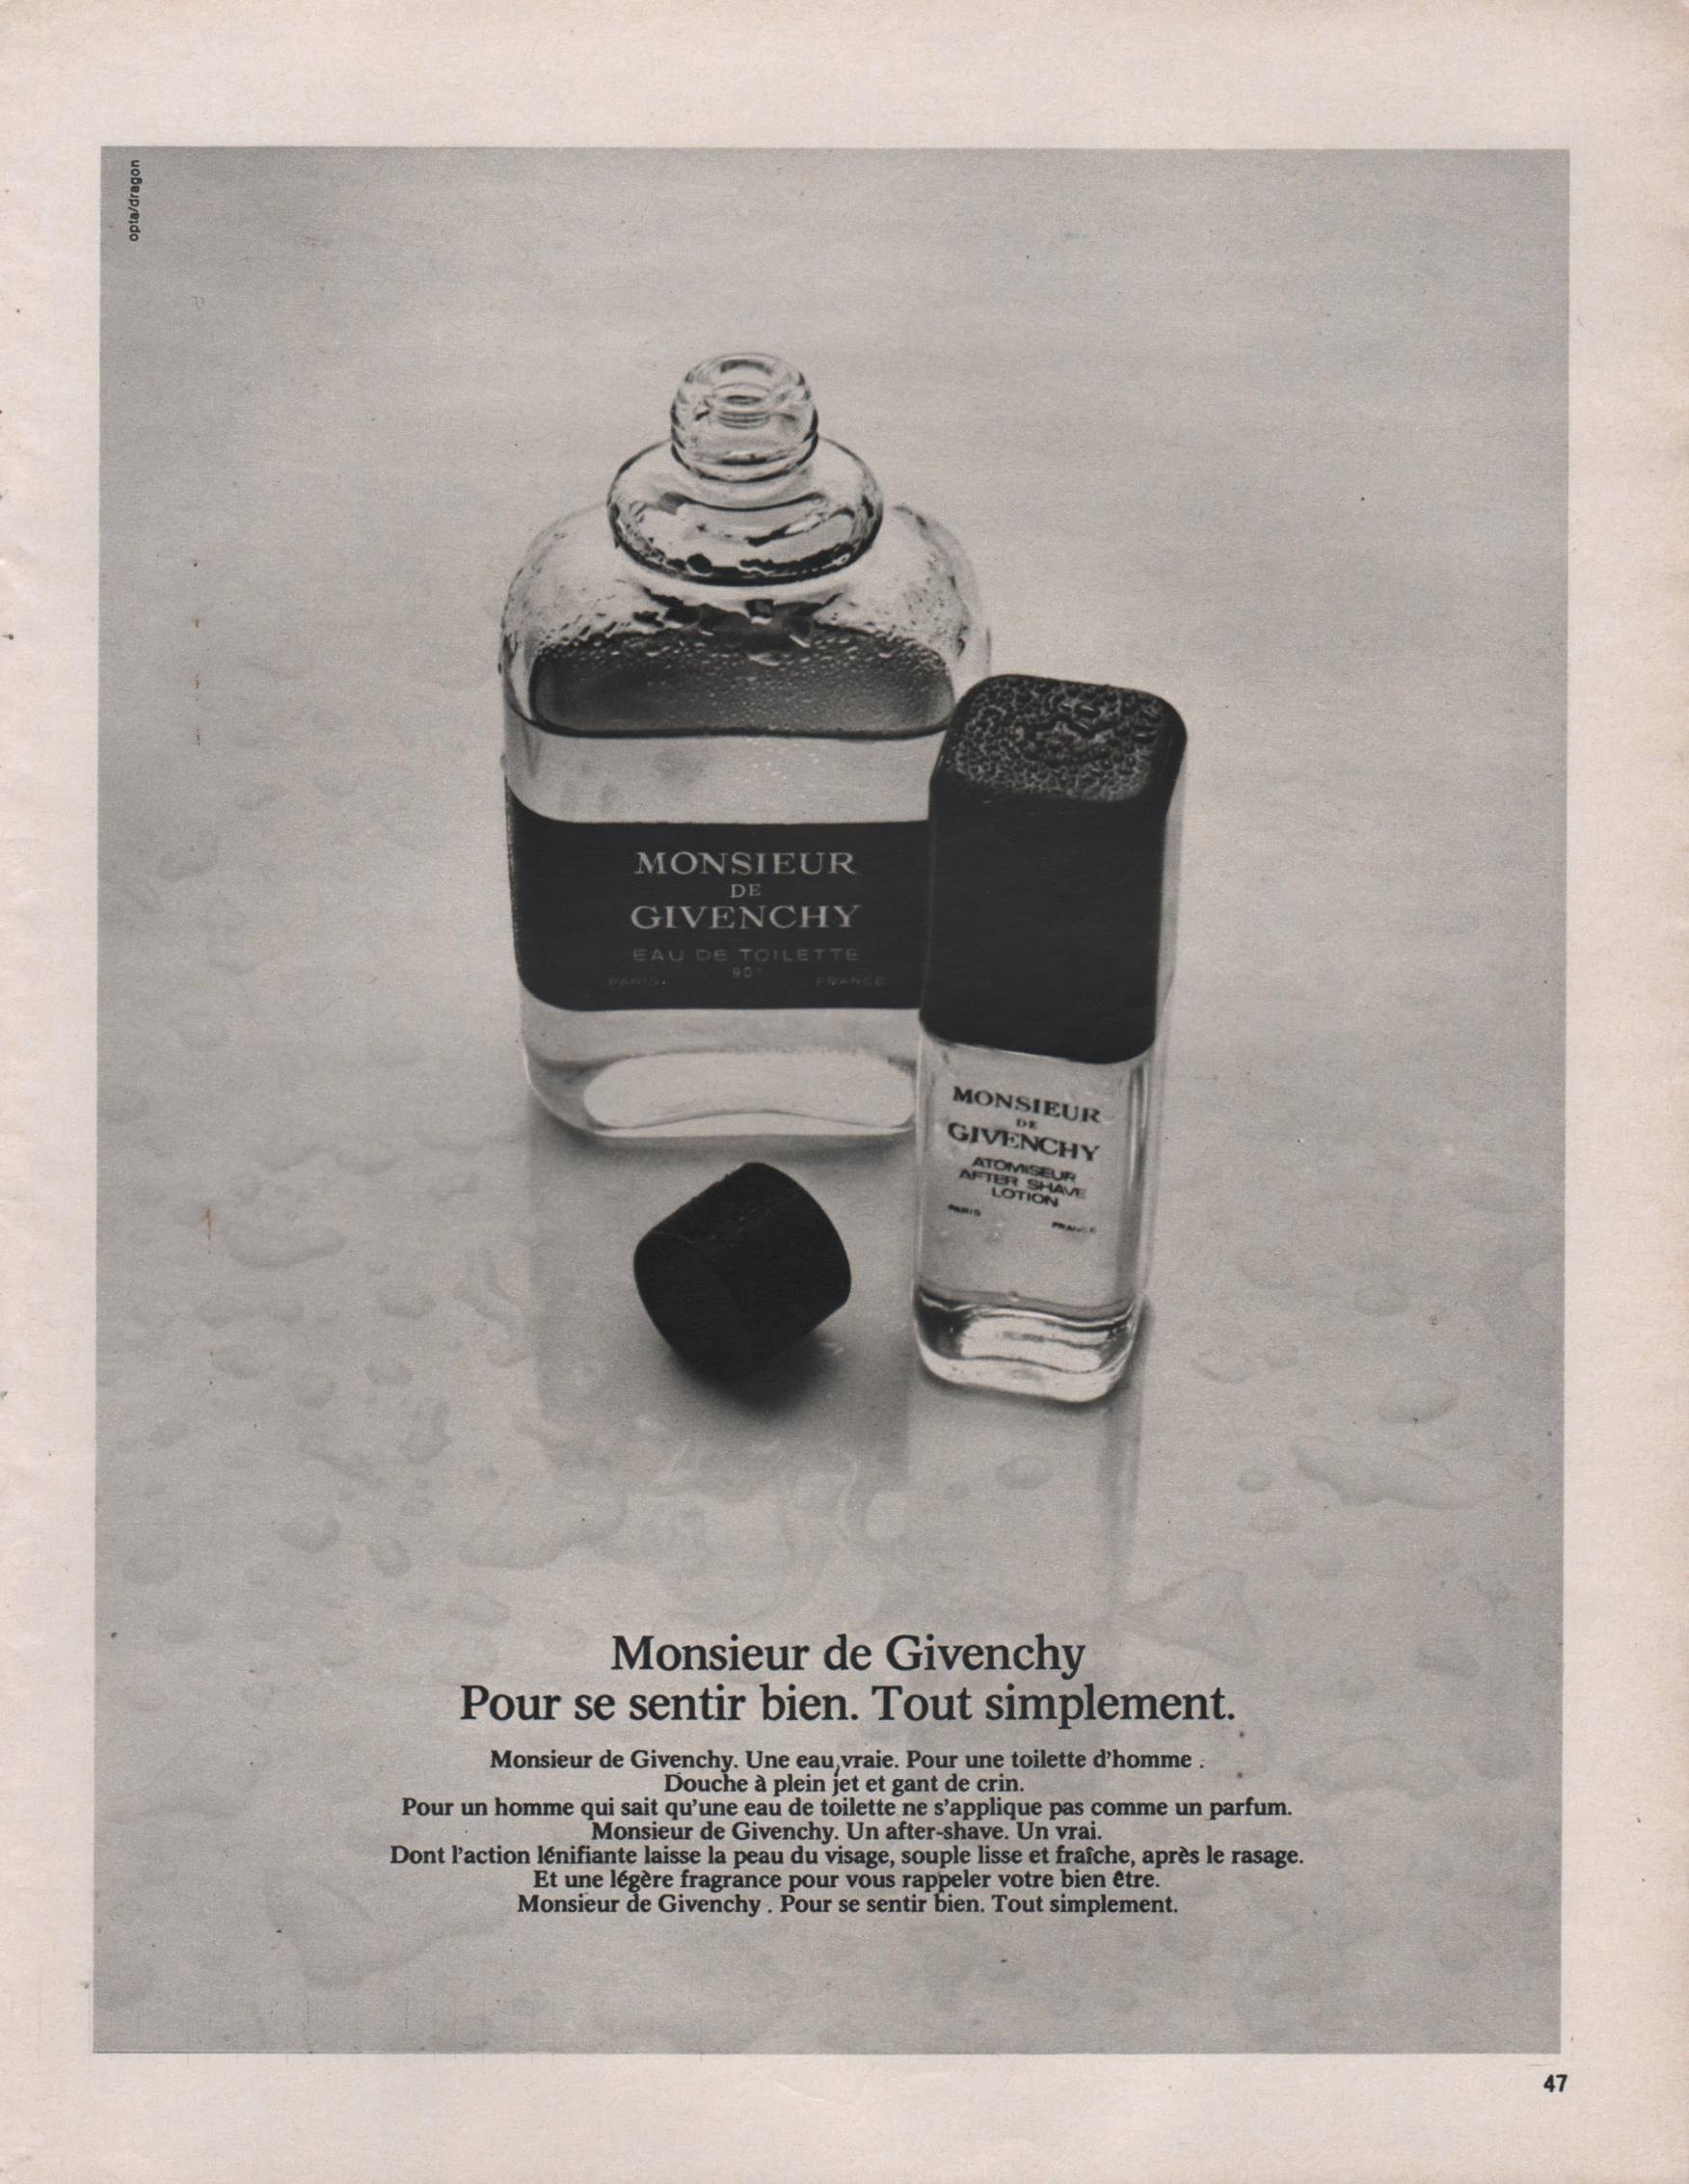 opta/dragon
MONSIEUR
DE
GIVENCHY
EAU DE TOILETTE
90°
PARIS. FRANCE
MONSIEUR
DE
GIVENCHY
ATOMISEUR
AFTER SHAVE
LOTION
PARIS FRANCE
Monsieur de Givenchy
Pour se sentir bien. Tout simplement.
Monsieur de Givenchy. Une eau vraie. Pour une toilette d'homme .
Douche à plein jet et gant de crin.
Pour un homme qui sait qu'une eau de toilette ne s'applique pas comme un parfum.
Monsieur de Givenchy. Un after-shave. Un vrai.
Dont l'action lénifiante laisse la peau du visage, souple lisse et fraîche, après le rasage.
Et une légère fragrance pour vous rappeler votre bien être.
Monsieur de Givenchy . Pour se sentir bien. Tout simplement.
47